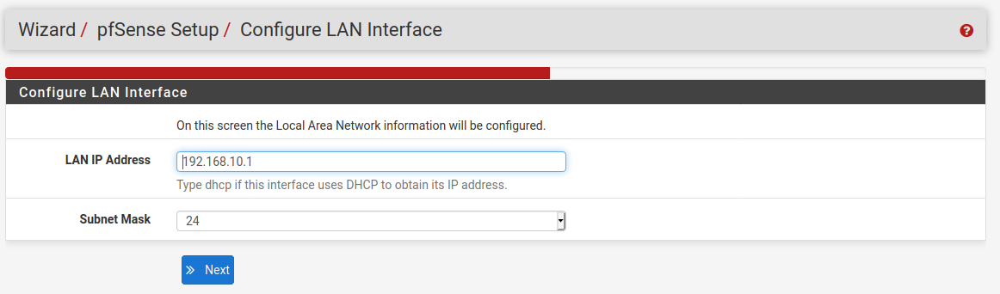 Wizard / pfSense Setup / Configure LAN Interface
Configure LAN Interface
On this screen the Local Area Network information will be configured.
LAN IP Address 192.168.10.1
Type dhcp if this interface uses DHCP to obtain its IP address.
Subnet Mask 24
Next